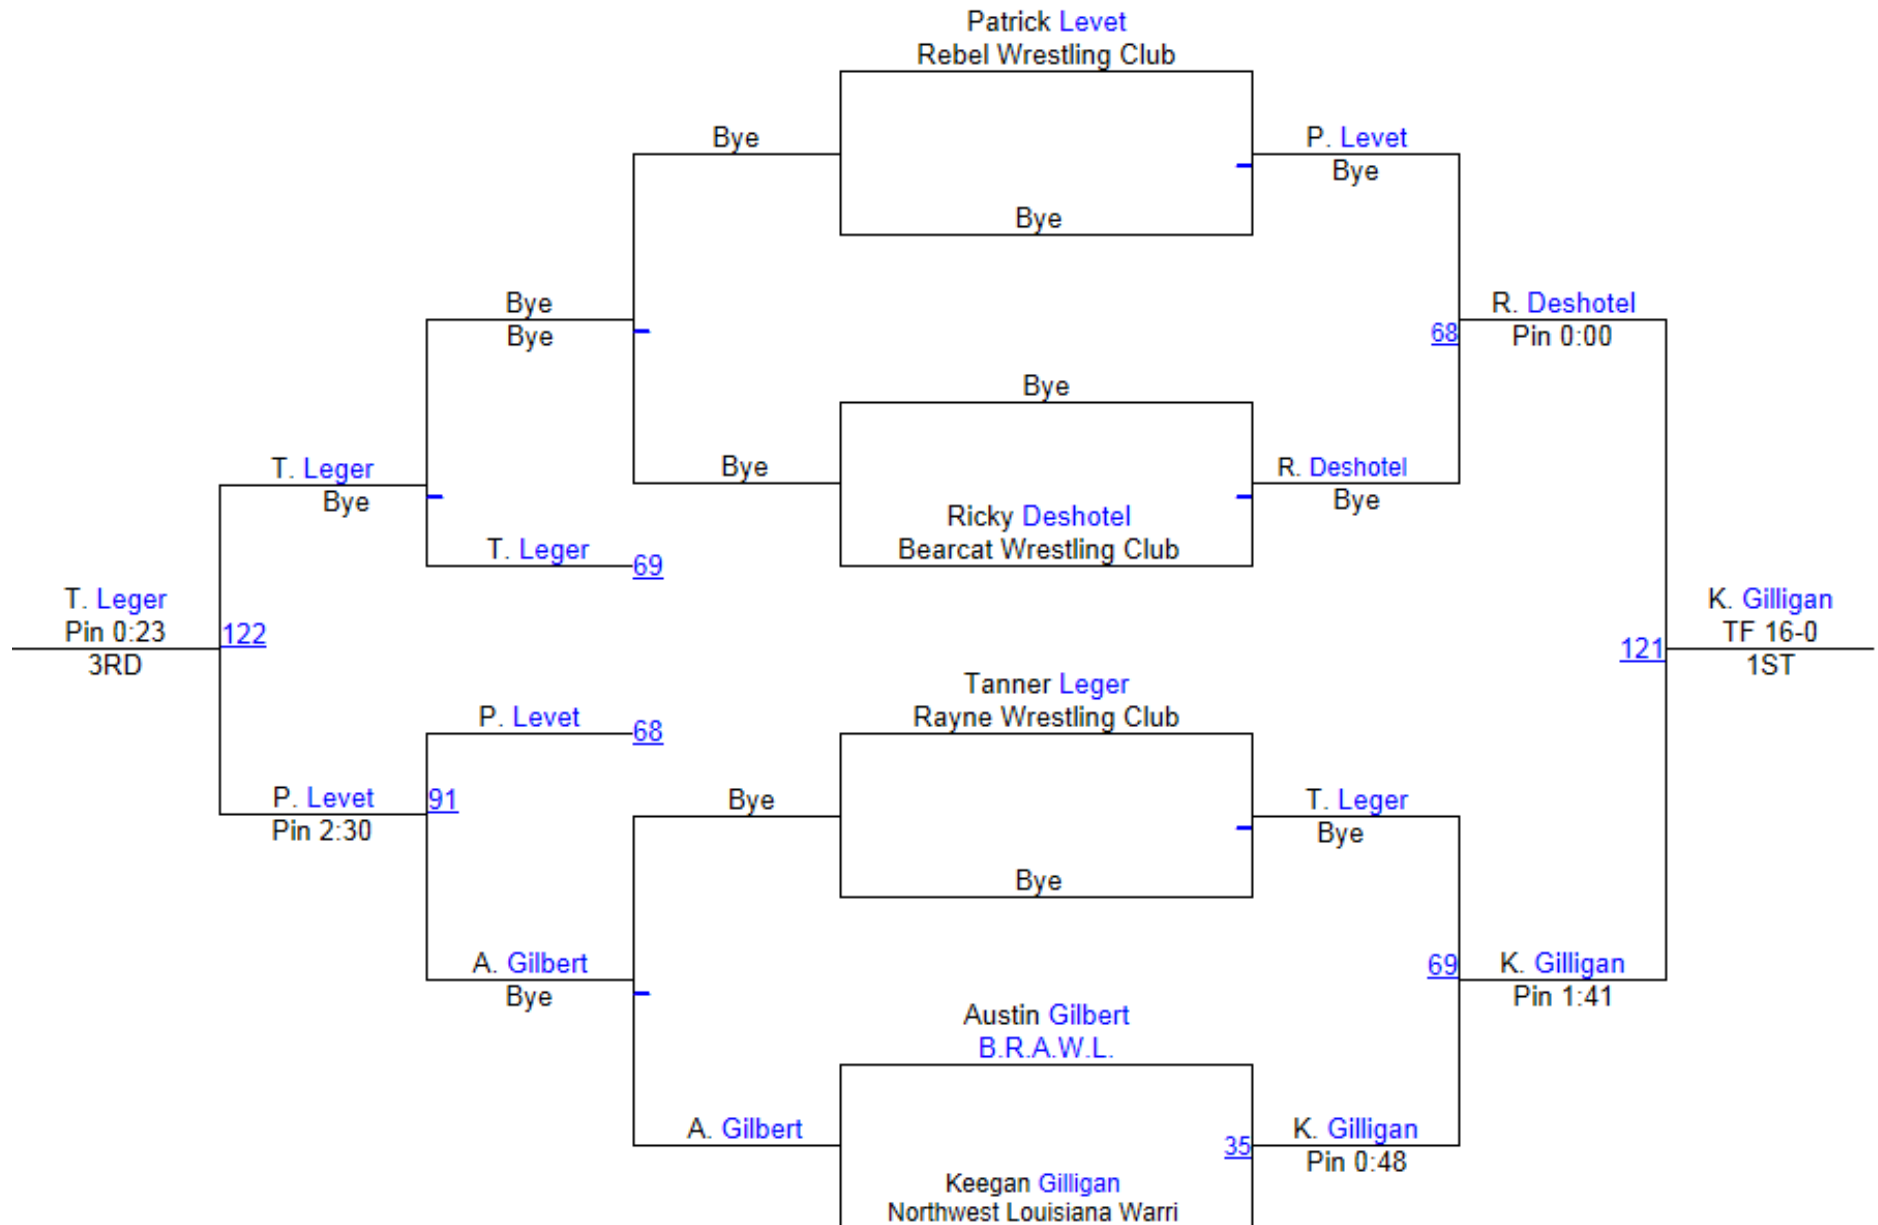 Patrick Levet
Rebel Wrestling Club
Bye
P. Levet
Bye
Bye
Bye
Bye
R. Deshotel
68
Pin 0:00
Bye
T. Leger
Bye
Bye
R. Deshotel
Bye
Ricky Deshotel
Bearcat Wrestling Club
T. Leger
69
T. Leger
Pin 0:23
3RD
122
K. Gilligan
TF 16-0
1ST
121
Tanner Leger
Rayne Wrestling Club
P. Levet
68
P. Levet
Pin 2:30
91
Bye
T. Leger
Bye
Bye
A. Gilbert
Bye
69
K. Gilligan
Pin 1:41
Austin Gilbert
B.R.A.W.L.
A. Gilbert
35
K. Gilligan
Pin 0:48
Keegan Gilligan
Northwest Louisiana Warri